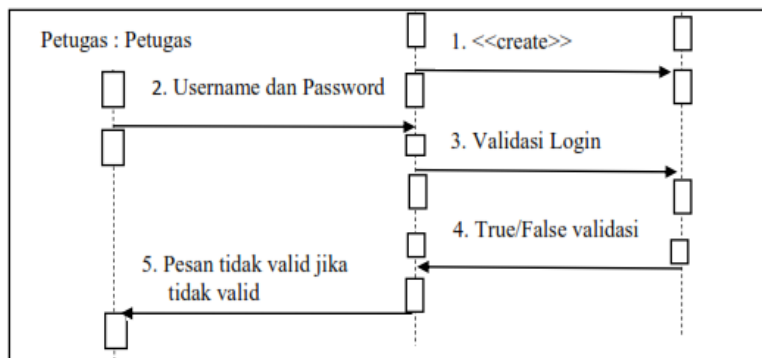 Petugas : Petugas
1. <<create>>
2. Username dan Password
3. Validasi Login
4. True/False validasi
5. Pesan tidak valid jika
tidak valid